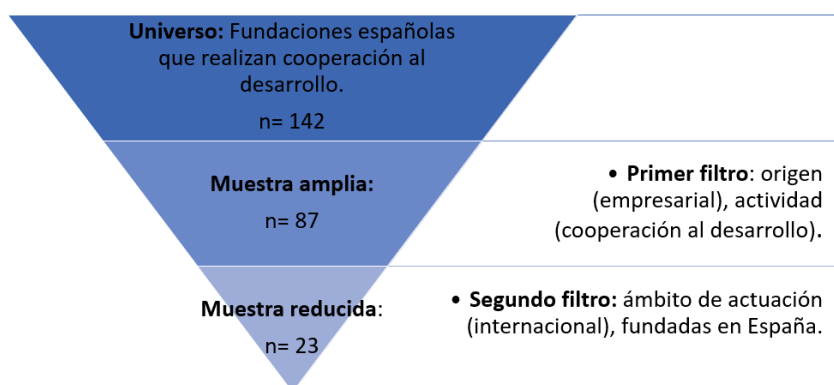 Universo: Fundaciones españolas
que realizan cooperación al
desarrollo.
n= 142
Muestra amplia:
n= 87
• Primer filtro: origen
(empresarial), actividad
(cooperación al desarrollo).
Muestra reducida:
n= 23
• Segundo filtro: ámbito de actuación
(internacional), fundadas en España.